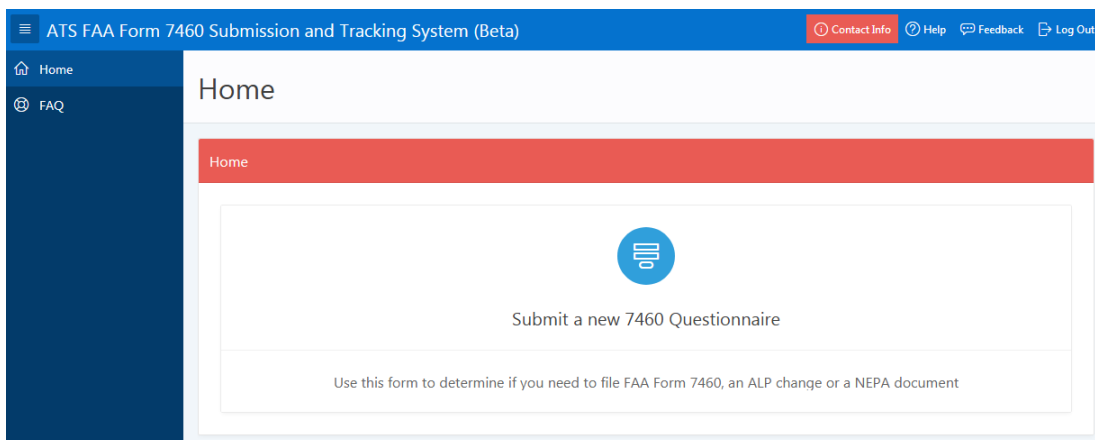 ATS FAA Form 7460 Submission and Tracking System (Beta)
Contact Info
Help
Feedback
Log Out
Home
FAQ
Home
Home
Submit a new 7460 Questionnaire
Use this form to determine if you need to file FAA Form 7460, an ALP change or a NEPA document